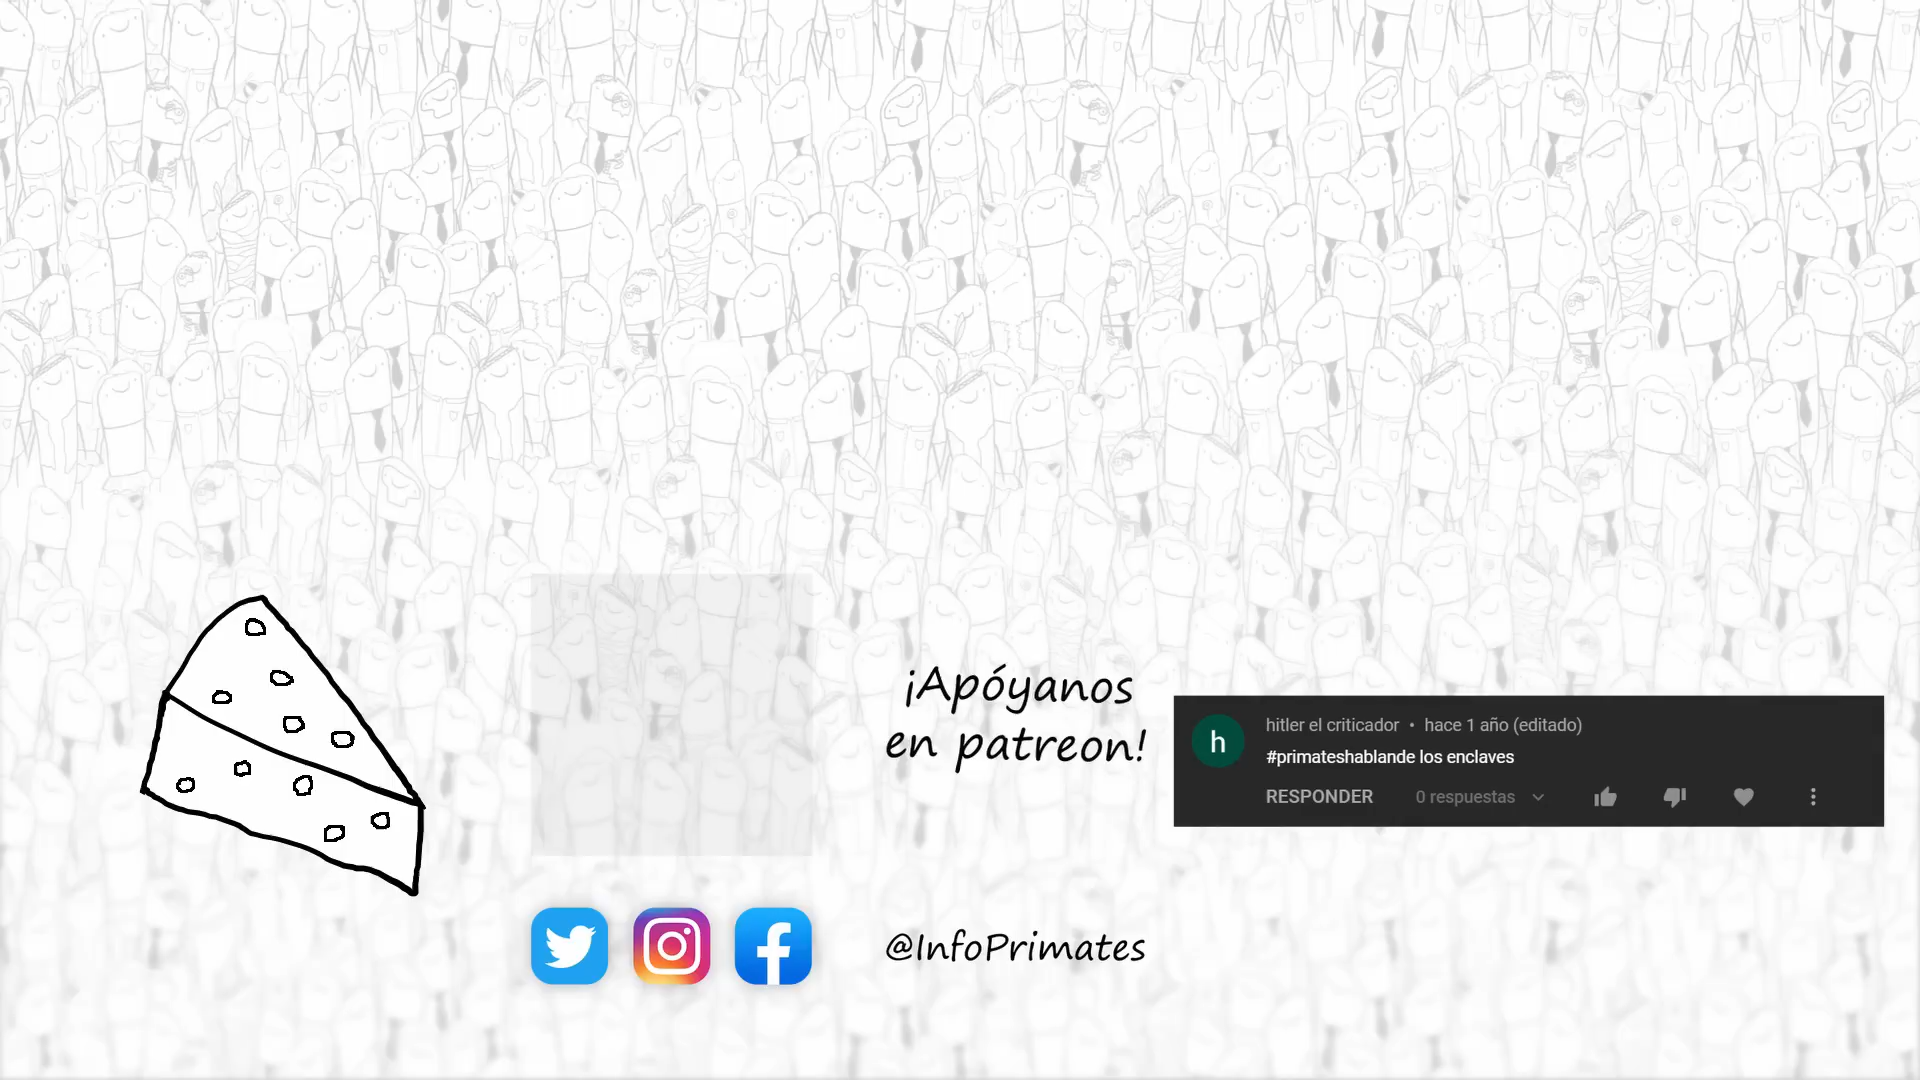 ¡Apóyanos
en patreon!
h
hitler el criticador • hace 1 año (editado)
#primateshablande los enclaves
RESPONDER 0 respuestas
@InfoPrimates